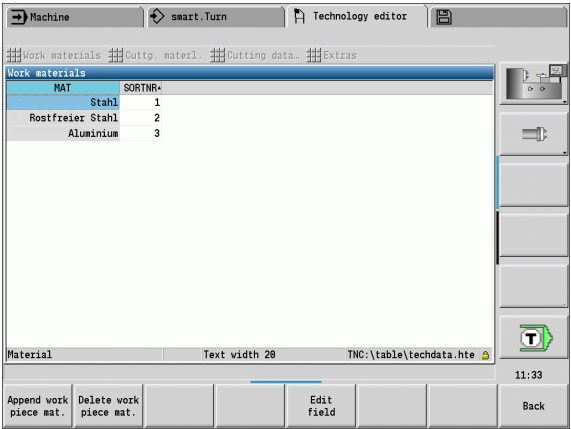 Machine
smart.Turn
Technology editor
Work materials
Cuttg. materl.
Cutting data…
Extras
Work materials
MAT SORTNR▴
Stahl 1
Rostfreier Stahl 2
Aluminium 3
Material Text width 20 TNC:\table\techdata.hte
T
11:33
Append work
piece mat.
Delete work
piece mat.
Edit
field
Back